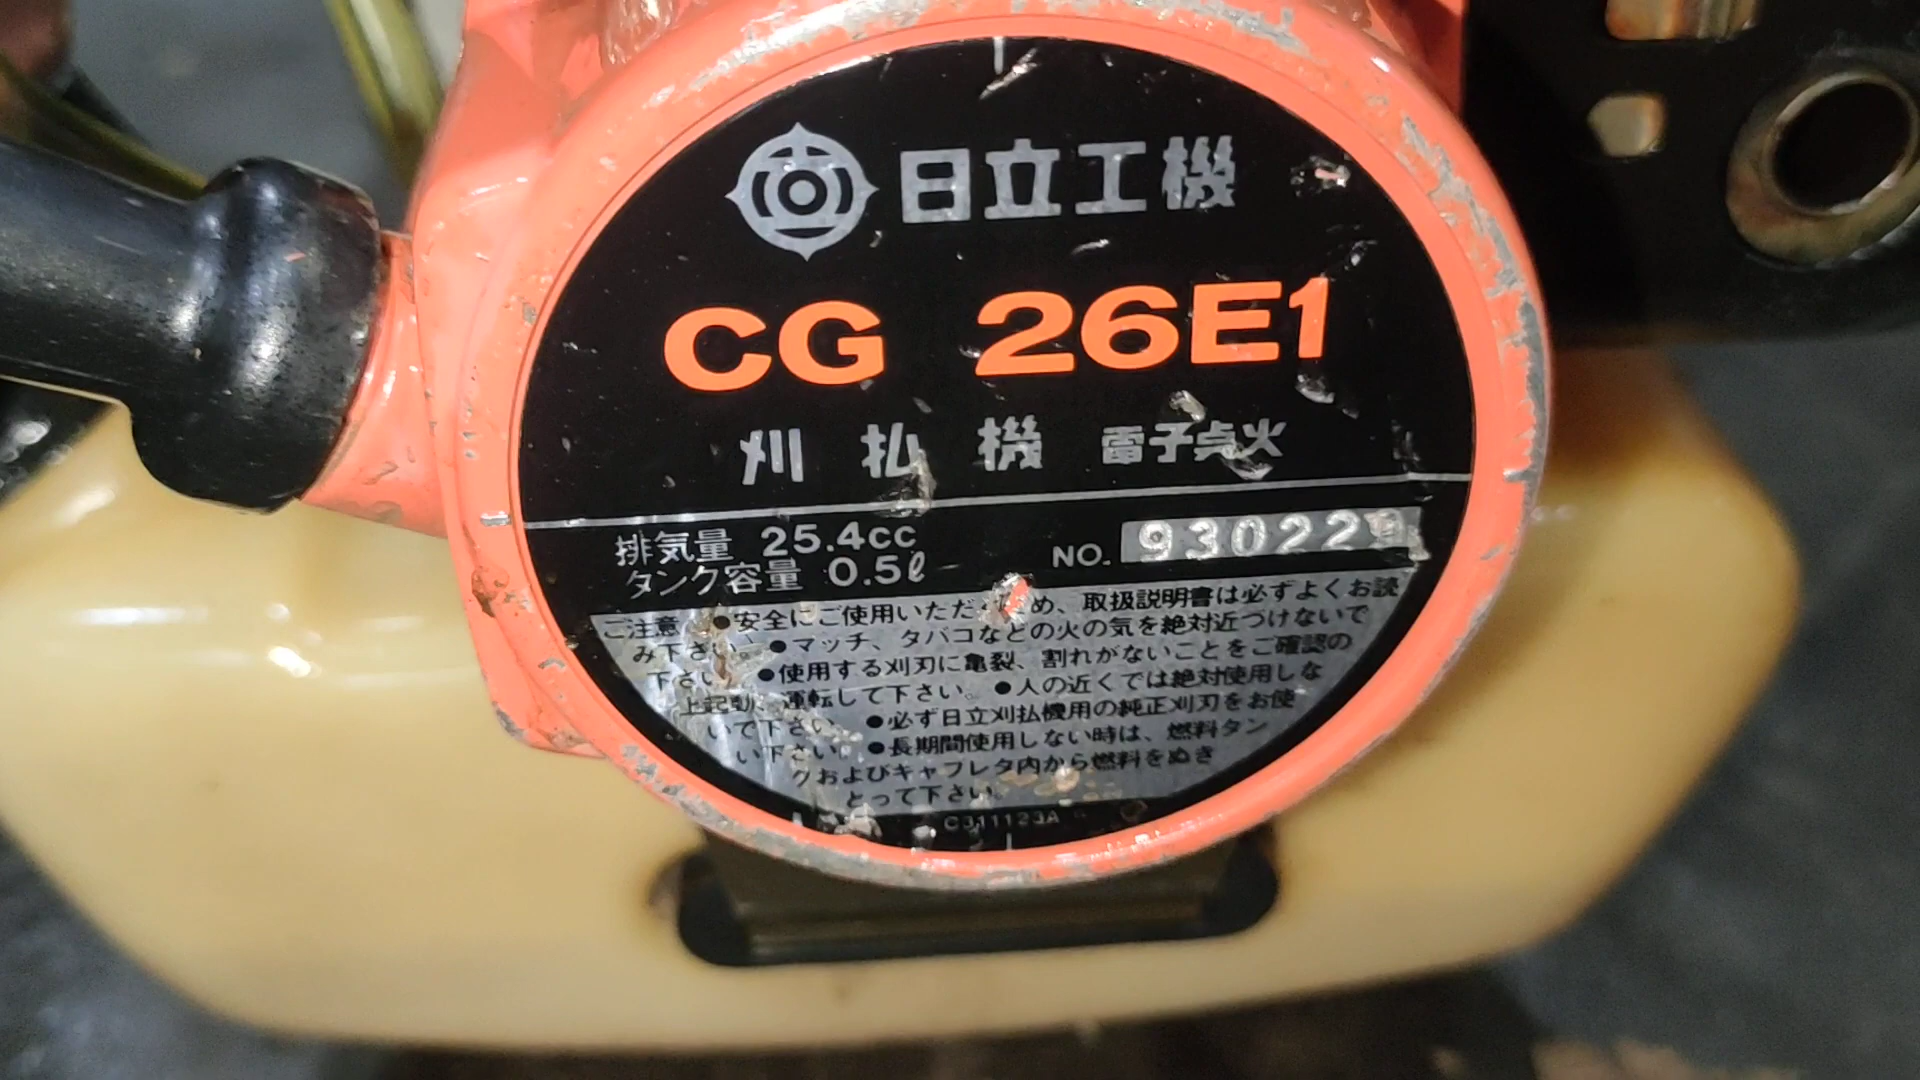 日立工機
CG 26E1
刈払機 電子点火
排気量 25.4cc
タンク容量 0.5ℓ
NO. 930022
ご注意 ●安全にご使用いただ め、取扱説明書は必ずよくお読
み下さい。 ●マッチ、タバコなどの火の気を絶対近づけないで
下さい。 ●使用する刈刃に亀裂、割れがないことをご確認の
上起動、運転して下さい。 ●人の近くでは絶対使用しな
いで下さい。 ●必ず日立刈払機用の純正刈刃をお使
い下さい。 ●長期間使用しない時は、燃料タン
クおよびキャブレタ内から燃料をぬき
とって下さい。
C311123A